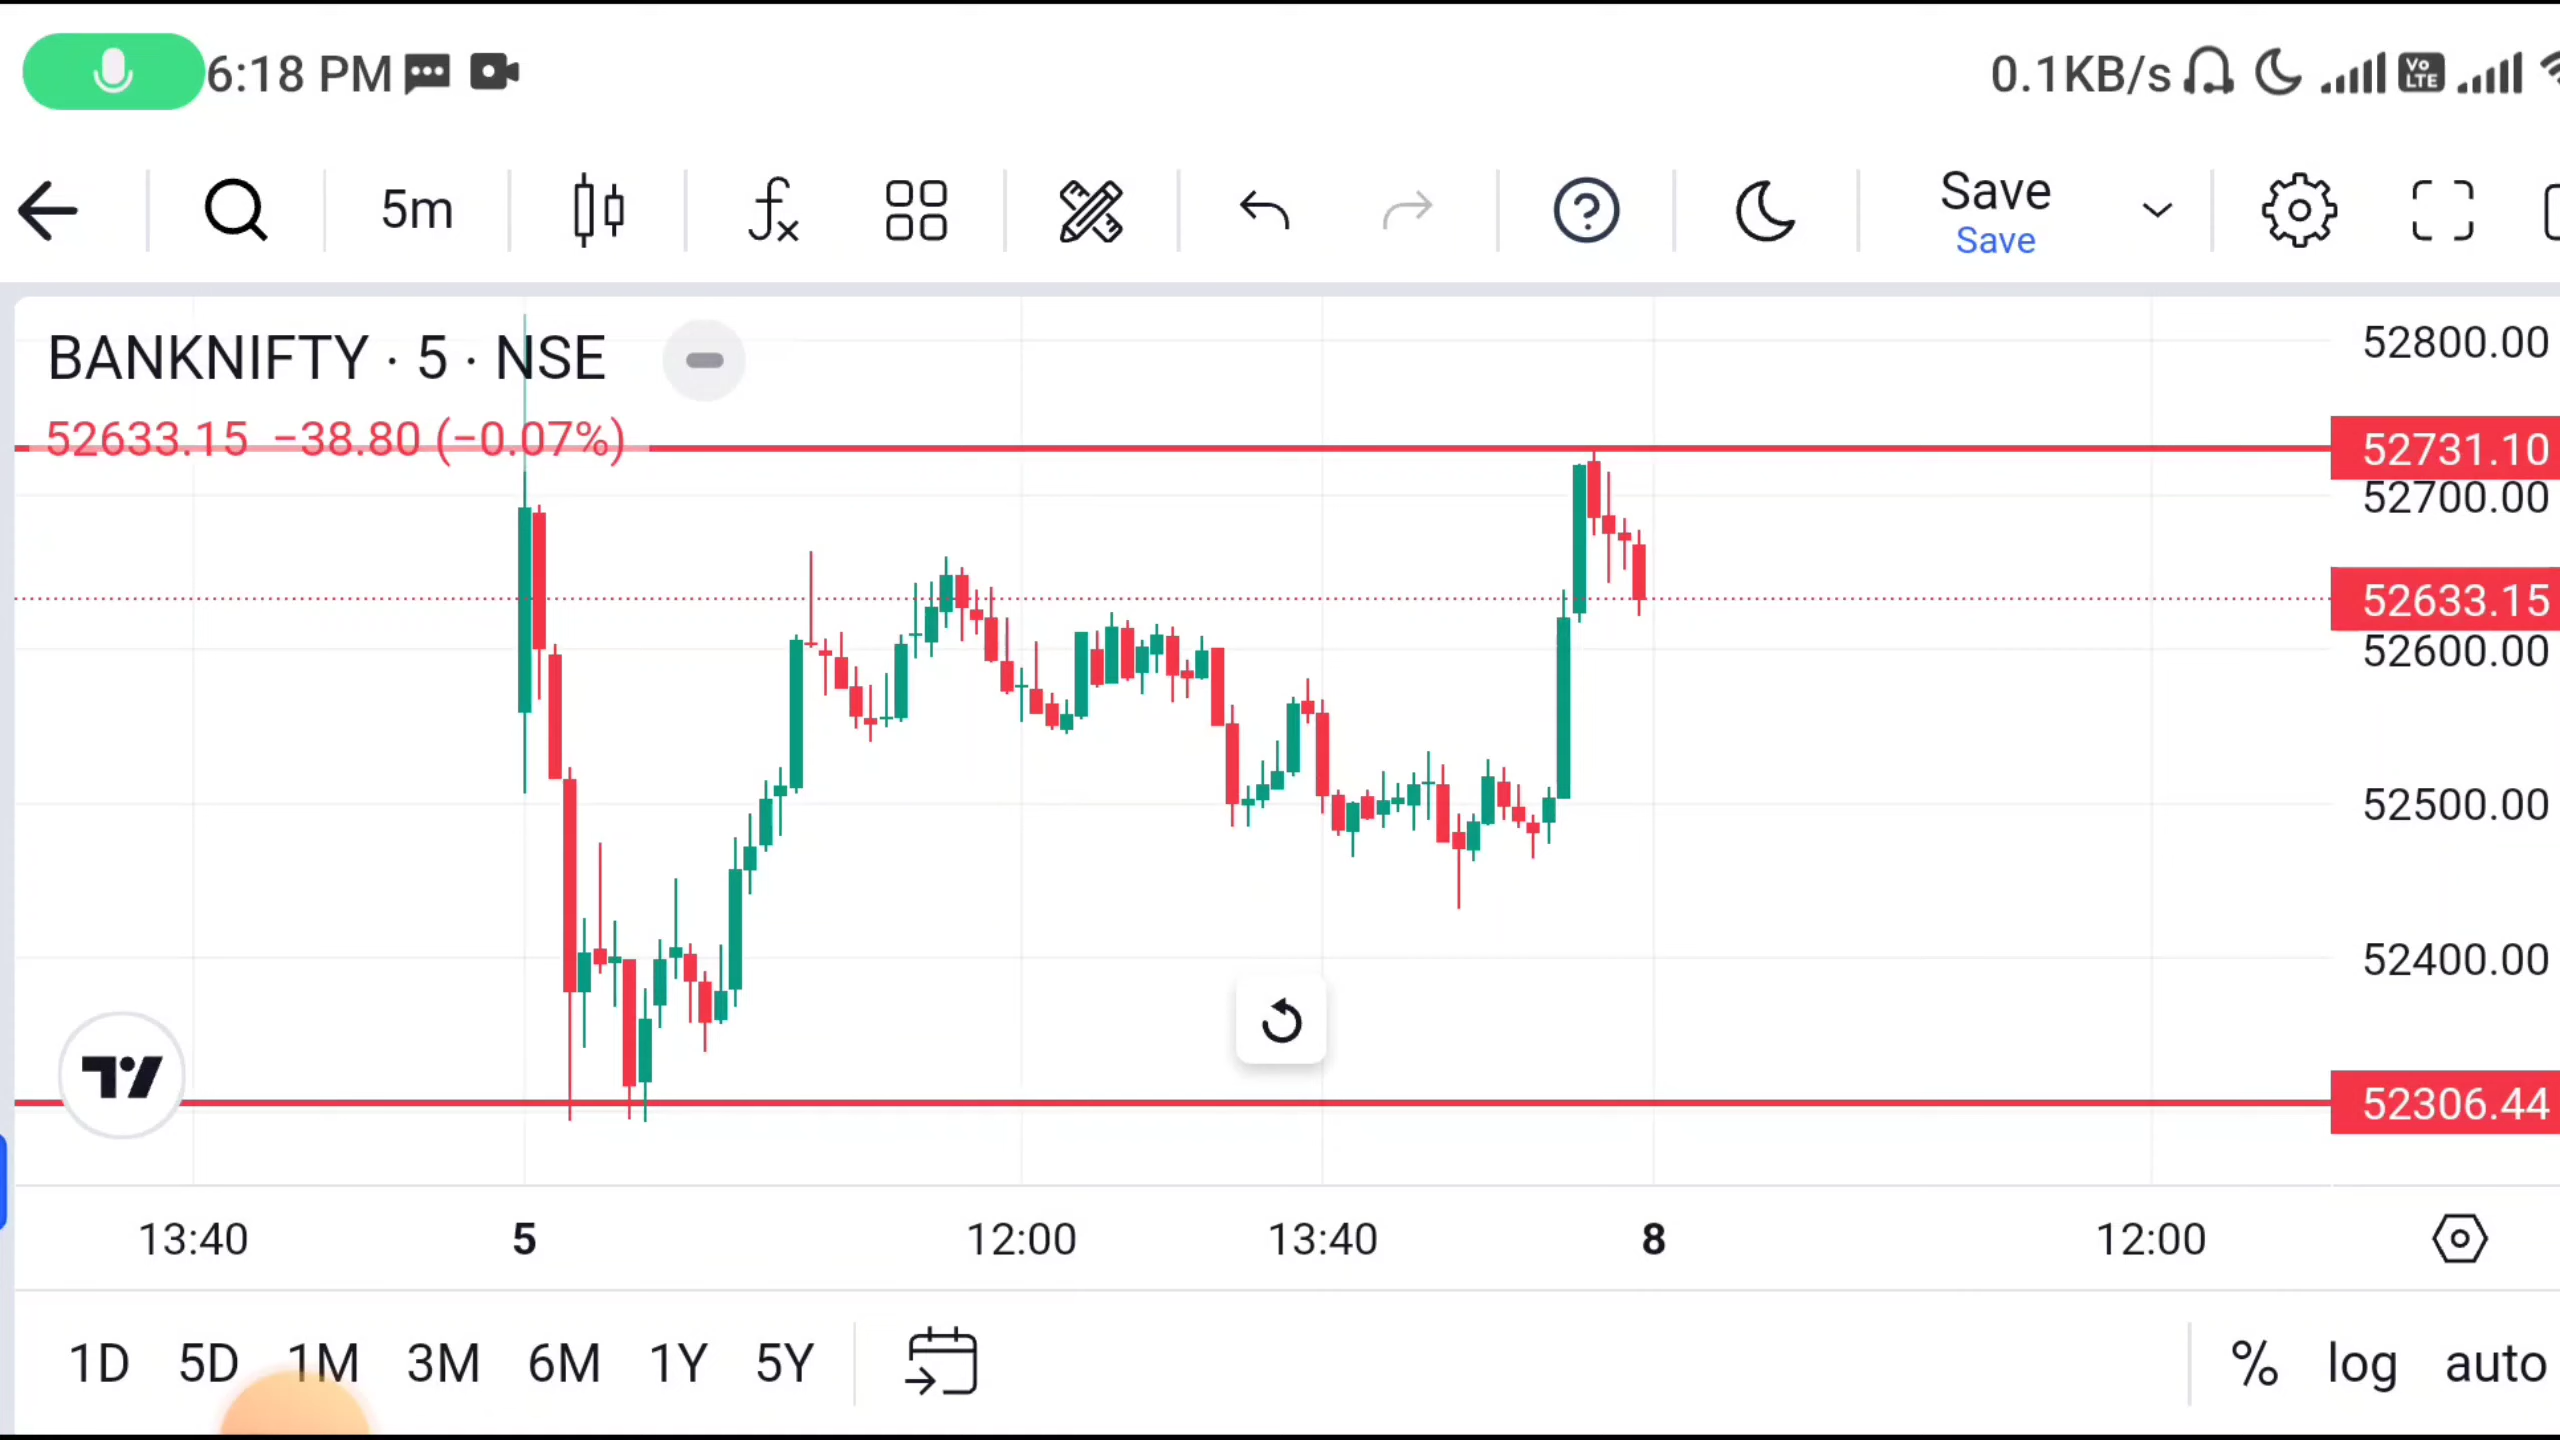 6:18 PM 0.1KB/s Vo LTE
5m Save
Save
BANKNIFTY · 5 · NSE
52633.15 −38.80 (−0.07%)
52800.00
52731.10
52700.00
52633.15
52600.00
52500.00
52400.00
52306.44
13:40 5 12:00 13:40 8 12:00
1D 5D 1M 3M 6M 1Y 5Y % log auto